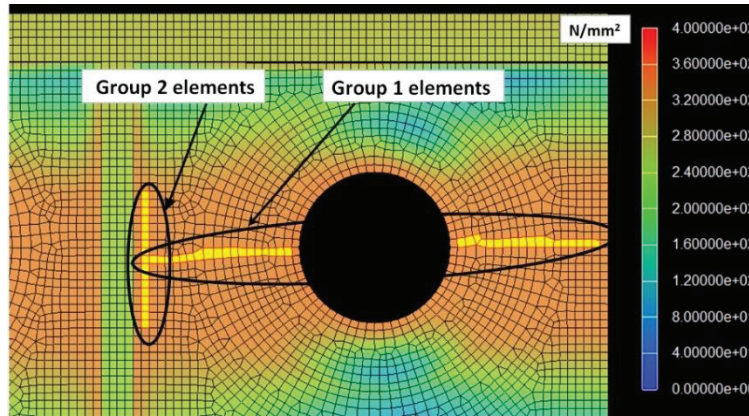 N/mm²
4.00000e+02
Group 2 elements
Group 1 elements
3.60000e+02
3.20000e+02
2.80000e+02
2.40000e+02
2.00000e+02
1.60000e+02
1.20000e+02
8.00000e+01
4.00000e+01
0.00000e+00